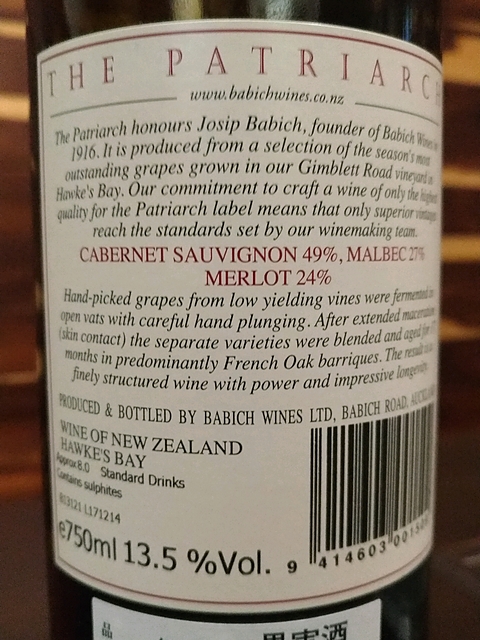 THE PATRIARCH
www.babichwines.co.nz
The Patriarch honours Josip Babich, founder of Babich Wines in
1916. It is produced from a selection of the season's most
outstanding grapes grown in our Gimblett Road vineyard in
Hawke's Bay. Our commitment to craft a wine of only the highest
quality for the Patriarch label means that only superior vintages
reach the standards set by our winemaking team.
CABERNET SAUVIGNON 49%, MALBEC 27%
MERLOT 24%
Hand-picked grapes from low yielding vines were fermented in
open vats with careful hand plunging. After extended maceration
(skin contact) the separate varieties were blended and aged for
months in predominantly French Oak barriques. The result is a
finely structured wine with power and impressive longevity.
PRODUCED & BOTTLED BY BABICH WINES LTD, BABICH ROAD,
WINE OF NEW ZEALAND
HAWKE'S BAY
Approx 8.0 Standard Drinks
Contains sulphites
L171214
e750ml 13.5 %Vol.
9 414603
品
果実酒